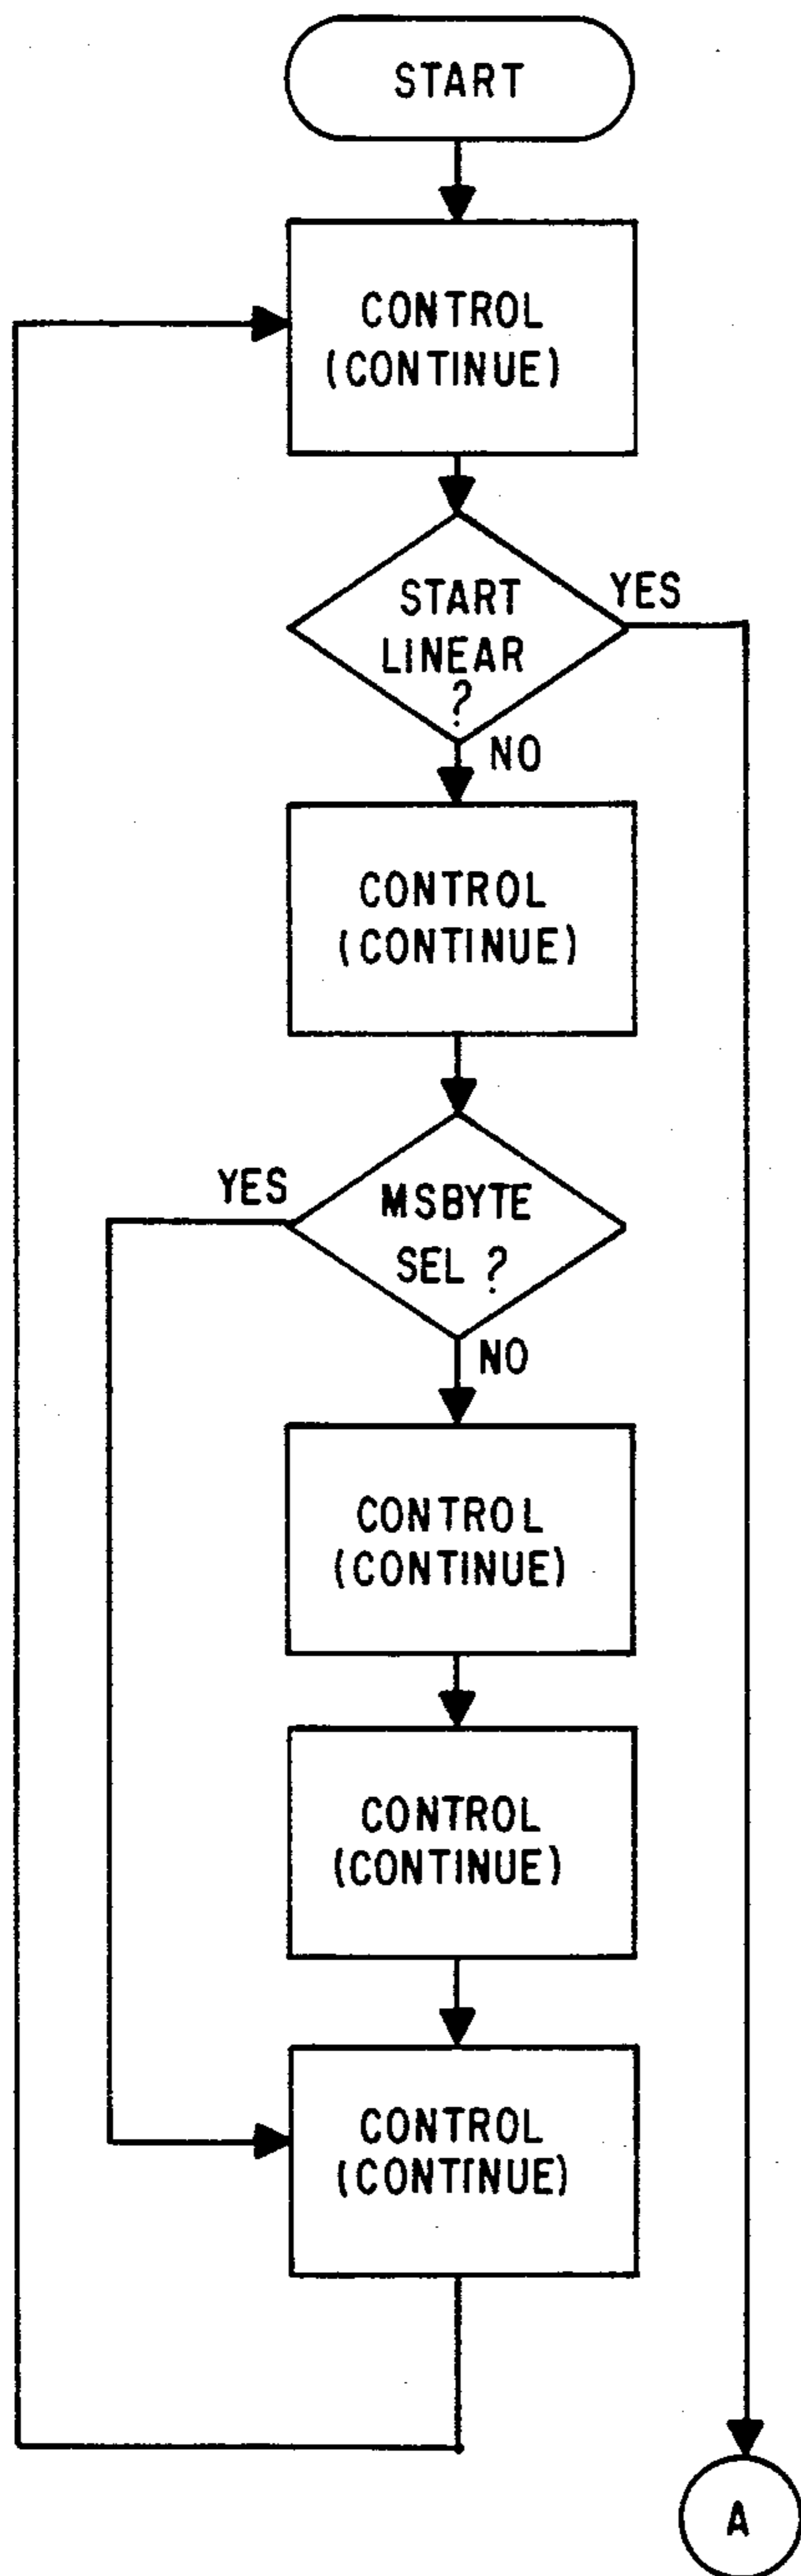 START
CONTROL
(CONTINUE)
START
LINEAR
?
YES
NO
CONTROL
(CONTINUE)
YES
MSBYTE
SEL ?
NO
CONTROL
(CONTINUE)
CONTROL
(CONTINUE)
CONTROL
(CONTINUE)
A